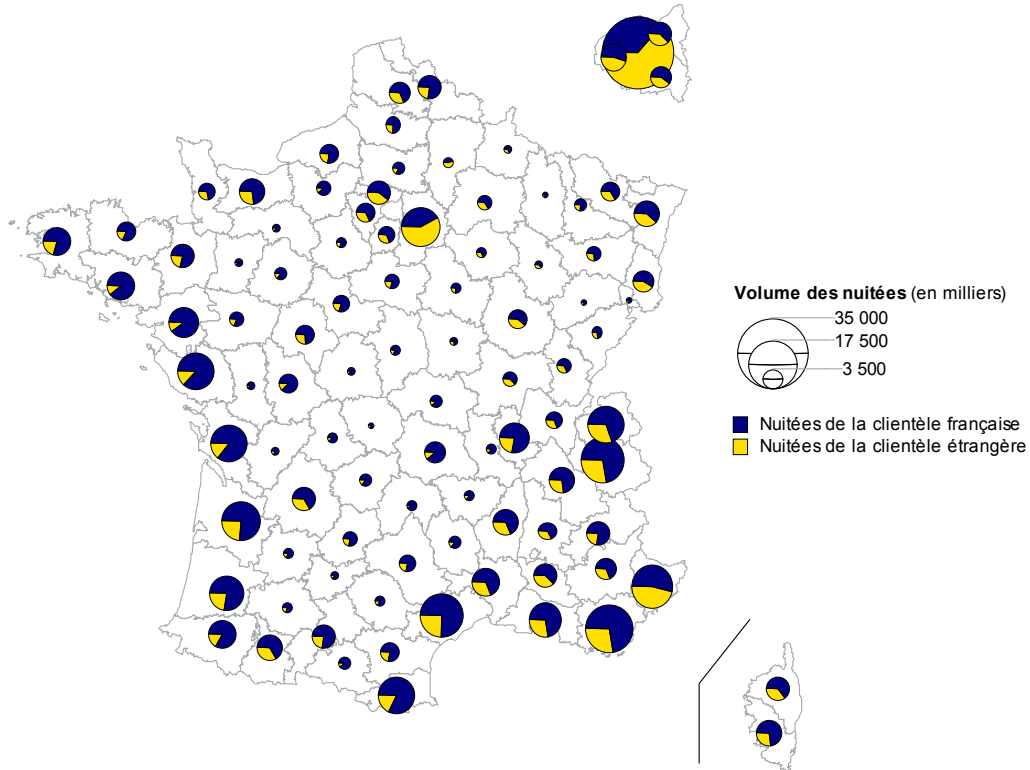 Volume des nuitées (en milliers)
35 000
17 500
3 500
Nuitées de la clientèle française
Nuitées de la clientèle étrangère